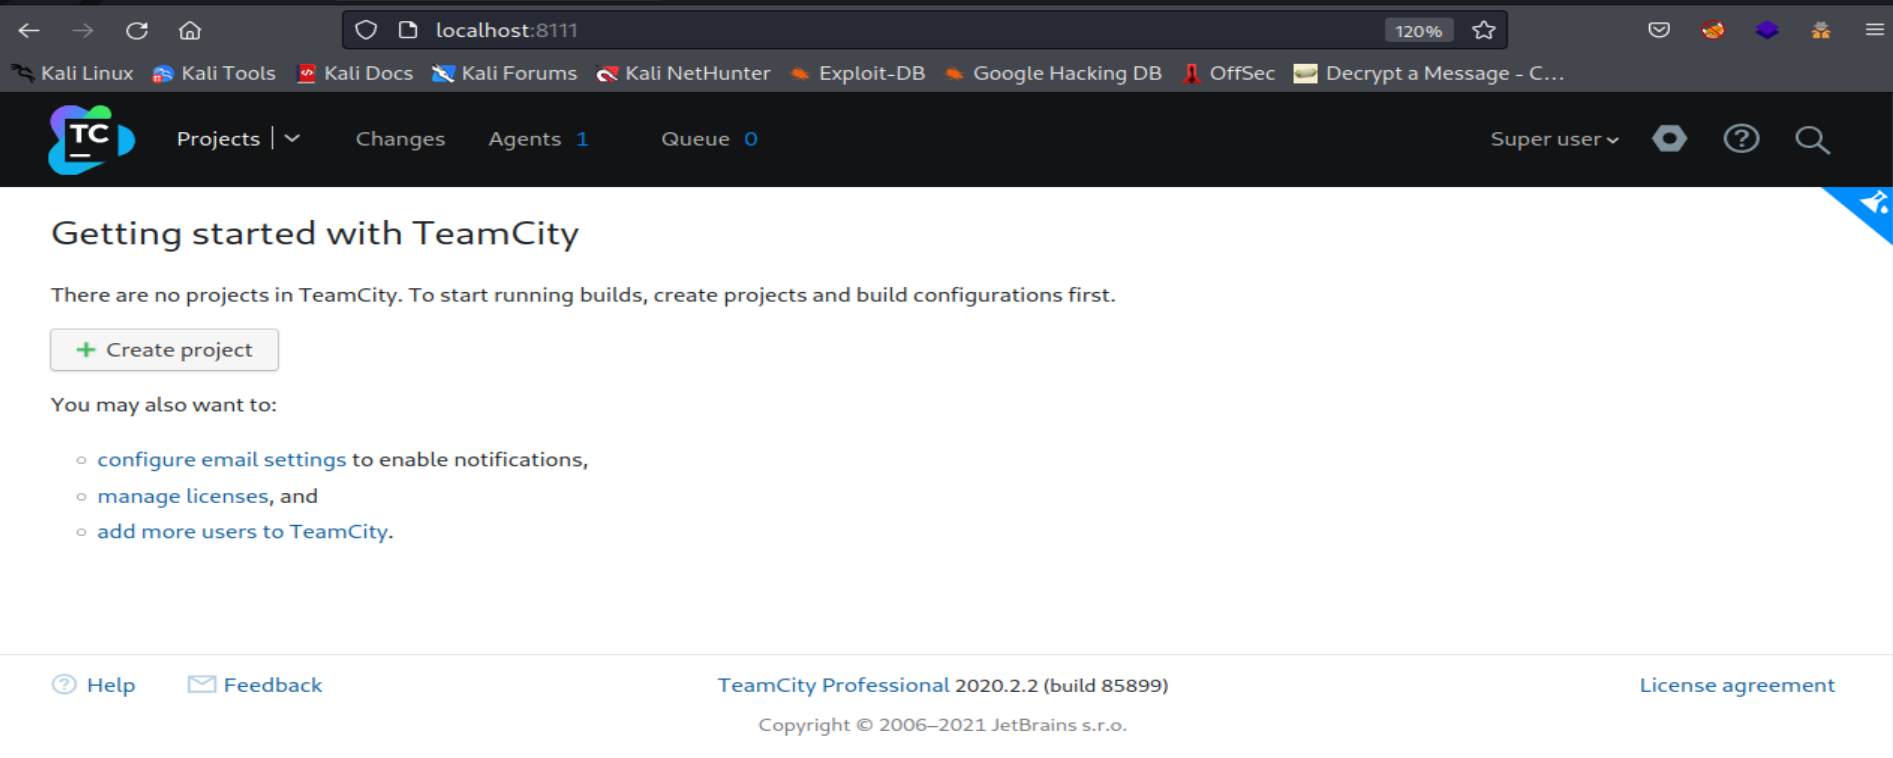 localhost:8111 120%
Kali Linux Kali Tools Kali Docs Kali Forums Kali NetHunter Exploit-DB Google Hacking DB OffSec Decrypt a Message - C...
TC Projects Changes Agents 1 Queue 0 Super user
Getting started with TeamCity
There are no projects in TeamCity. To start running builds, create projects and build configurations first.
+ Create project
You may also want to:
configure email settings to enable notifications,
manage licenses, and
add more users to TeamCity.
Help Feedback TeamCity Professional 2020.2.2 (build 85899) License agreement
Copyright © 2006–2021 JetBrains s.r.o.